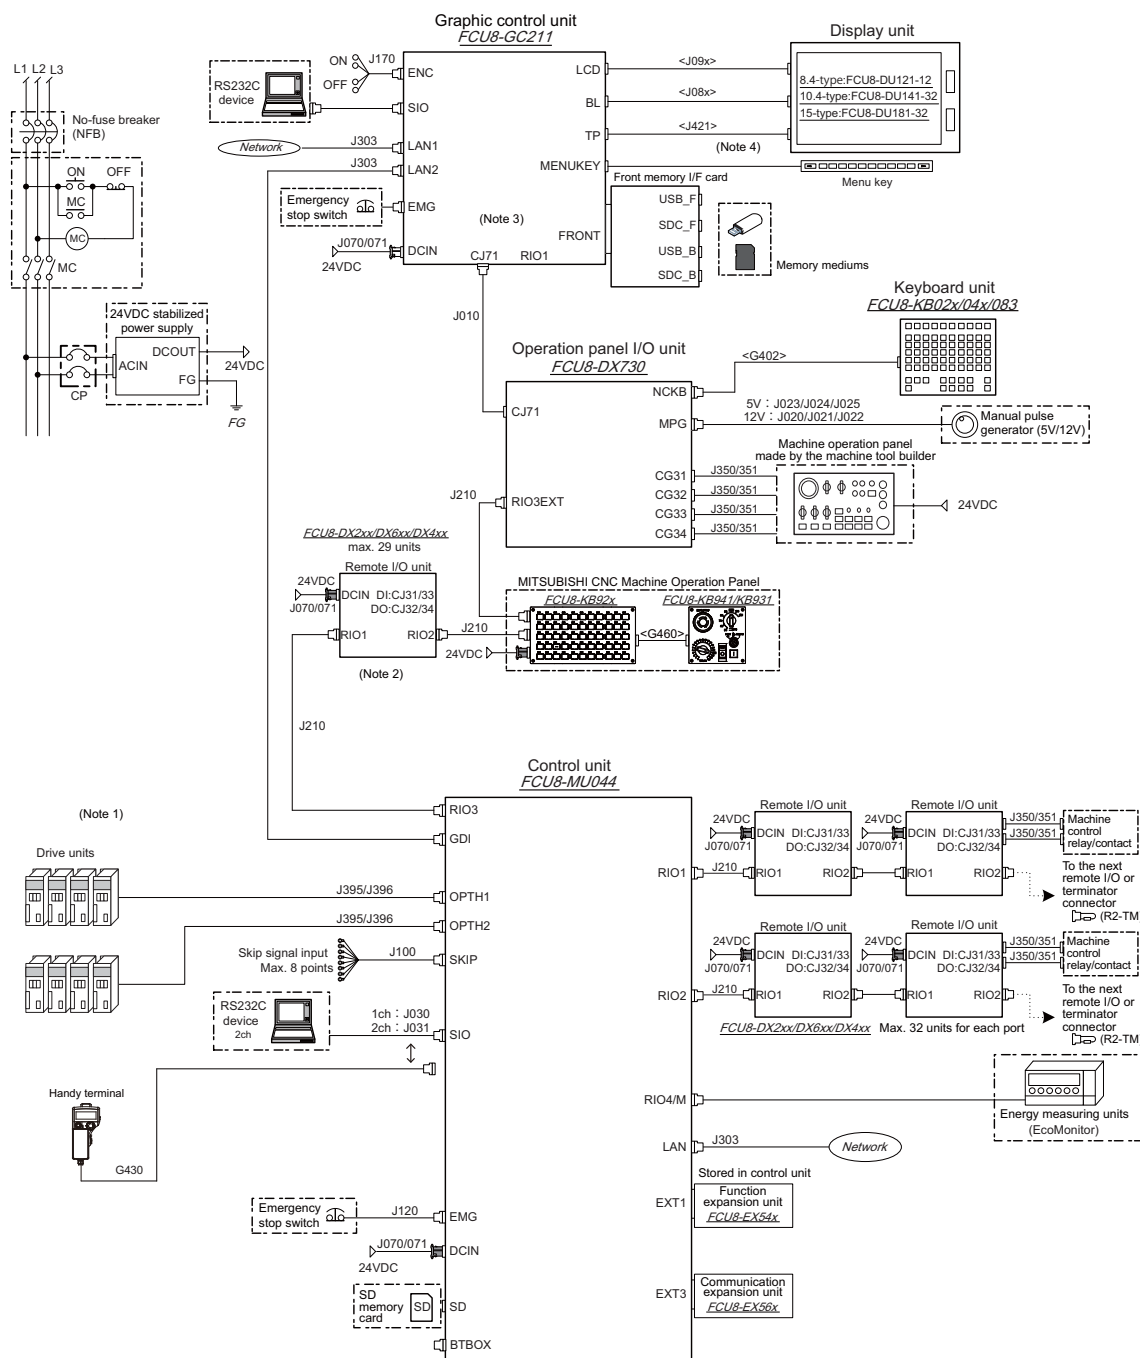 Graphic control unit
FCU8-GC211
Display unit
L1 L2 L3
No-fuse breaker
(NFB)
ON OFF
MC
MC
MC
24VDC stabilized
power supply
DCOUT
ACIN
24VDC
FG
CP
FG
RS232C
device
ON
OFF
J170
ENC
SIO
Network
J303
LAN1
J303
LAN2
Emergency
stop switch
EMG
J070/071
24VDC
DCIN
CJ71
RIO1
(Note 3)
LCD
<J09x>
BL
<J08x>
TP
<J421>
(Note 4)
8.4-type:FCU8-DU121-12
10.4-type:FCU8-DU141-32
15-type:FCU8-DU181-32
MENUKEY
Menu key
Front memory I/F card
FRONT
USB_F
SDC_F
USB_B
SDC_B
Memory mediums
J010
Operation panel I/O unit
FCU8-DX730
Keyboard unit
FCU8-KB02x/04x/083
CJ71
NCKB
<G402>
MPG
5V：J023/J024/J025
12V：J020/J021/J022
Manual pulse
generator (5V/12V)
Machine operation panel
made by the machine tool builder
CG31
J350/351
CG32
J350/351
CG33
J350/351
CG34
J350/351
24VDC
RIO3EXT
J210
FCU8-DX2xx/DX6xx/DX4xx
max. 29 units
Remote I/O unit
24VDC
J070/071
DCIN DI:CJ31/33
DO:CJ32/34
RIO1 RIO2
J210
(Note 2)
MITSUBISHI CNC Machine Operation Panel
FCU8-KB92x
FCU8-KB941/KB931
<G460>
24VDC
J210
Control unit
FCU8-MU044
(Note 1)
Drive units
RIO3
GDI
J395/J396
OPTH1
J395/J396
OPTH2
Skip signal input
Max. 8 points
J100
SKIP
RS232C
device
2ch
1ch：J030
2ch：J031
SIO
Handy terminal
G430
Emergency
stop switch
J120
EMG
J070/071
24VDC
DCIN
SD
memory
card
SD
SD
BTBOX
RIO1
J210
Remote I/O unit
24VDC
J070/071
DCIN DI:CJ31/33
DO:CJ32/34
RIO1 RIO2
Remote I/O unit
24VDC
J070/071
DCIN DI:CJ31/33
DO:CJ32/34
RIO1 RIO2
J350/351
J350/351
Machine
control
relay/contact
To the next
remote I/O or
terminator
connector
(R2-TM
RIO2
J210
Remote I/O unit
24VDC
J070/071
DCIN DI:CJ31/33
DO:CJ32/34
RIO1 RIO2
Remote I/O unit
24VDC
J070/071
DCIN DI:CJ31/33
DO:CJ32/34
RIO1 RIO2
J350/351
J350/351
Machine
control
relay/contact
To the next
remote I/O or
terminator
connector
(R2-TM
FCU8-DX2xx/DX6xx/DX4xx Max. 32 units for each port
RIO4/M
Energy measuring units
(EcoMonitor)
LAN
J303
Network
Stored in control unit
EXT1
Function
expansion unit
FCU8-EX54x
EXT3
Communication
expansion unit
FCU8-EX56x